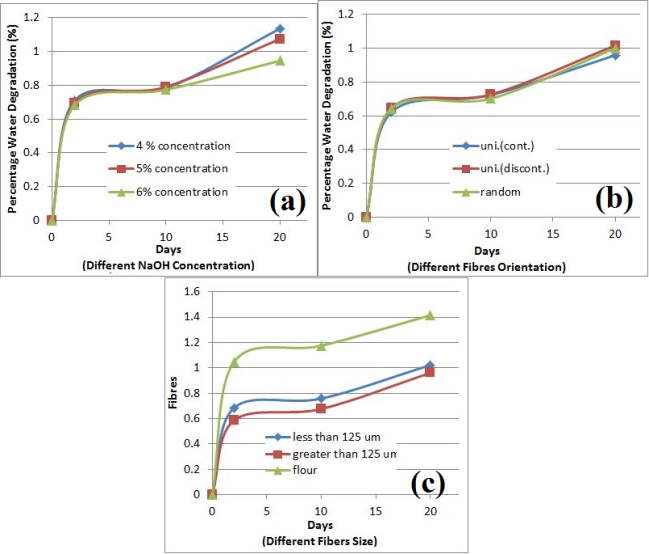 Percentage Water Degradation (%)
1.2
1
0.8
0.6
0.4
0.2
0
4 % concentration
5% concentration
6% concentration
(a)
0
5
10
15
20
Days
(Different NaOH Concentration)
Percentage Water Degradation (%)
1.2
1
0.8
0.6
0.4
0.2
0
uni.(cont.)
uni.(discont.)
random
(b)
0
5
10
15
20
Days
(Different Fibres Orientation)
Fibres
1.6
1.4
1.2
1
0.8
0.6
0.4
0.2
0
less than 125 um
greater than 125 um
flour
(c)
0
5
10
15
20
Days
(Different Fibers Size)